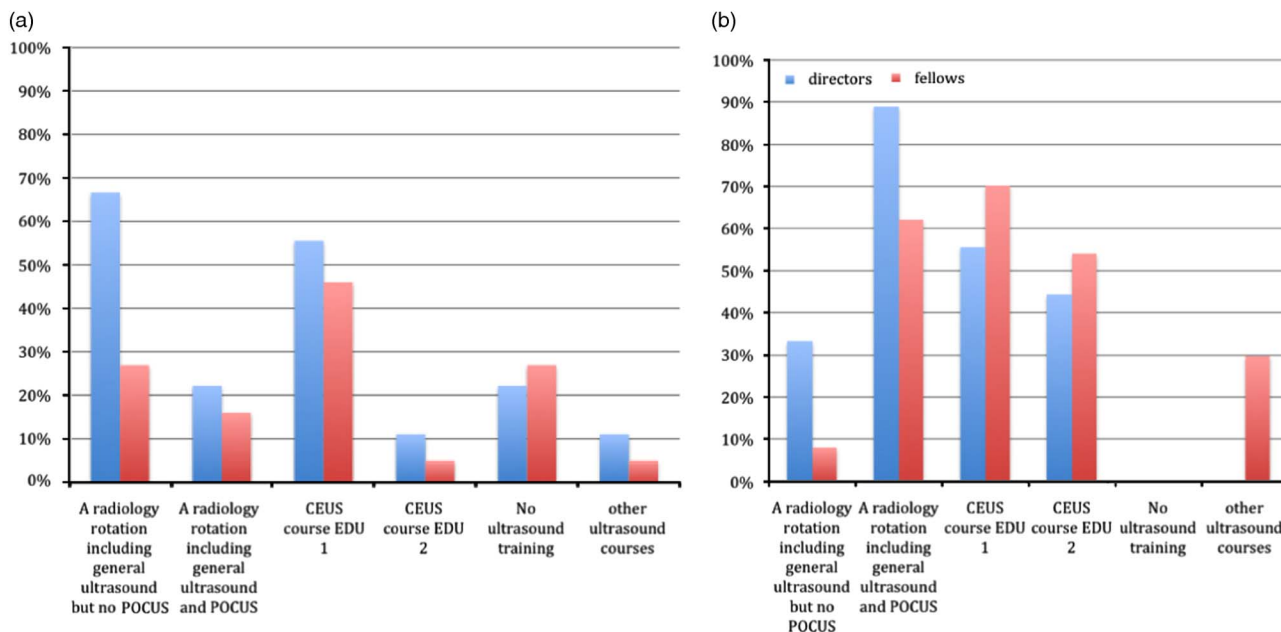 (a)
100%
90%
80%
70%
60%
50%
40%
30%
20%
10%
0%
A radiology
rotation
including
general
ultrasound
but no POCUS
A radiology
rotation
including
general
ultrasound
and POCUS
CEUS
course EDU
1
CEUS
course EDU
2
No
ultrasound
training
other
ultrasound
courses
(b)
100%
90%
80%
70%
60%
50%
40%
30%
20%
10%
0%
directors
fellows
A radiology
rotation
including
general
ultrasound
but no
POCUS
A radiology
rotation
including
general
ultrasound
and POCUS
CEUS
course EDU
1
CEUS
course EDU
2
No
ultrasound
training
other
ultrasound
courses